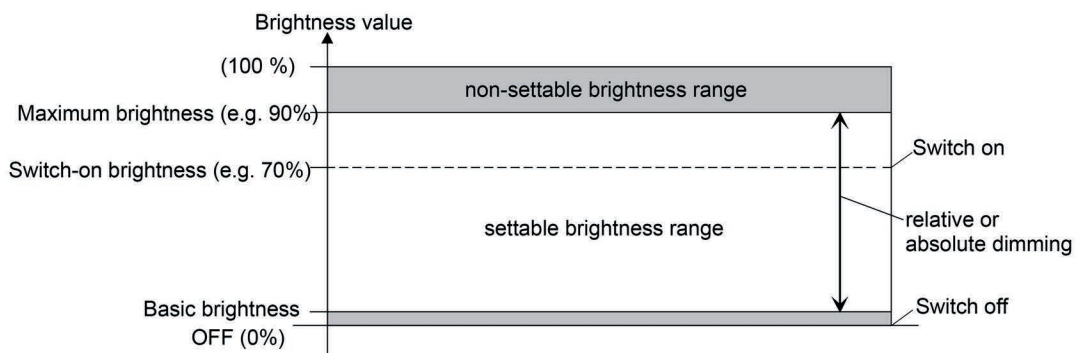 Brightness value
(100 %)
non-settable brightness range
Maximum brightness (e.g. 90%)
Switch on
Switch-on brightness (e.g. 70%)
relative or
absolute dimming
settable brightness range
Basic brightness
Switch off
OFF (0%)